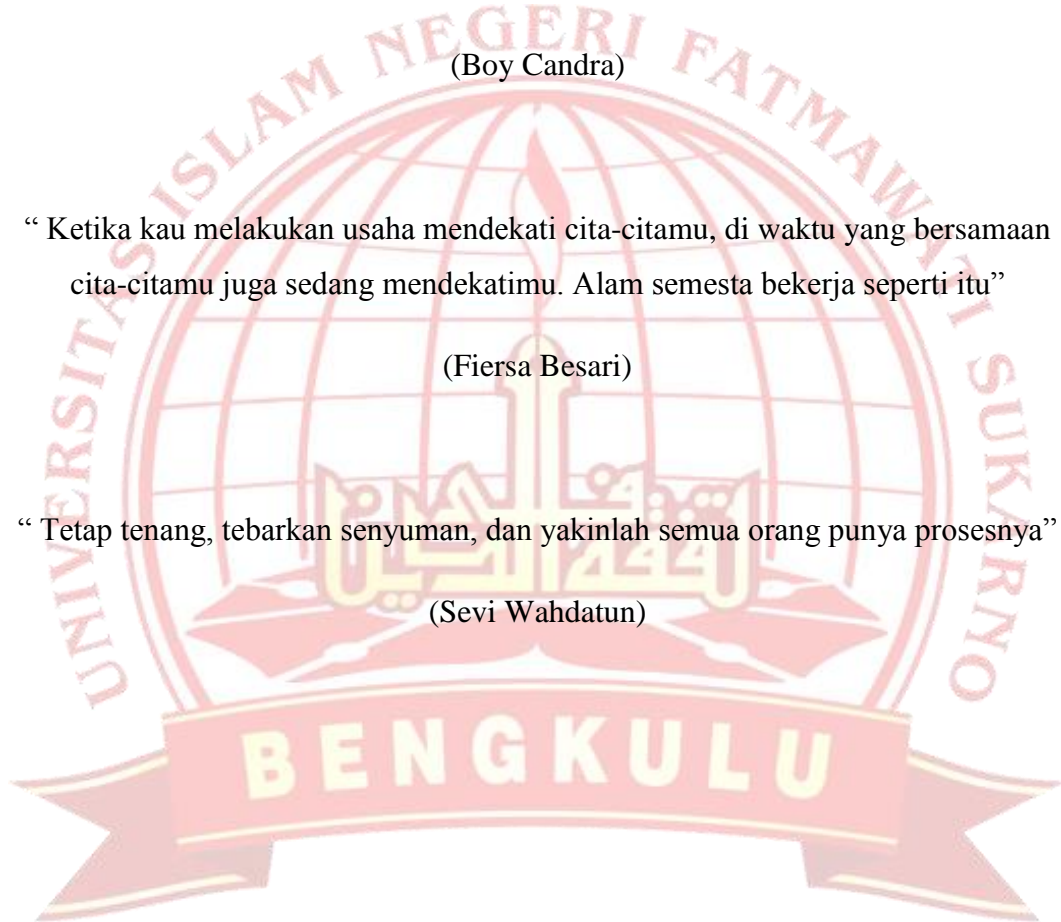 UNIVERSITAS ISLAM NEGERI FATMAWATI SUKARNO
(Boy Candra)
“ Ketika kau melakukan usaha mendekati cita-citamu, di waktu yang bersamaan
cita-citamu juga sedang mendekatimu. Alam semesta bekerja seperti itu”
(Fiersa Besari)
“ Tetap tenang, tebarkan senyuman, dan yakinlah semua orang punya prosesnya”
(Sevi Wahdatun)
BENGKULU